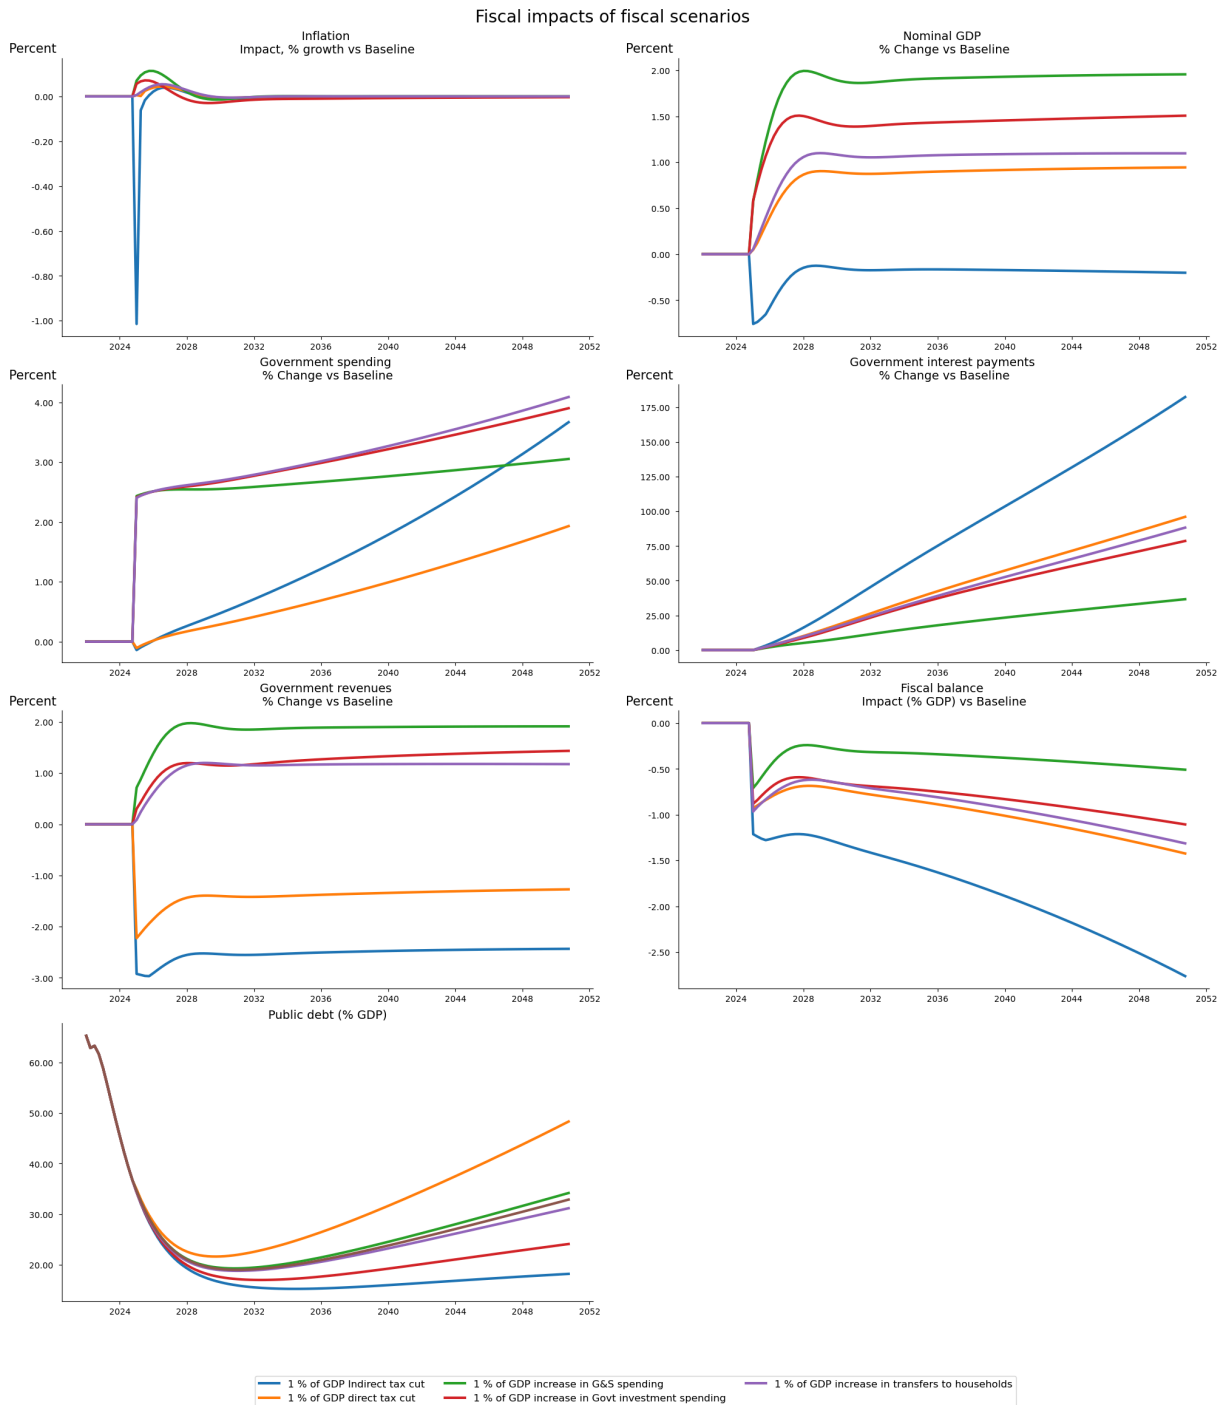 Fiscal impacts of fiscal scenarios
Inflation
Impact, % growth vs Baseline
Percent
0.00
-0.20
-0.40
-0.60
-0.80
-1.00
2024 2028 2032 2036 2040 2044 2048 2052
Nominal GDP
% Change vs Baseline
Percent
2.00
1.50
1.00
0.50
0.00
-0.50
2024 2028 2032 2036 2040 2044 2048 2052
Government spending
% Change vs Baseline
Percent
4.00
3.00
2.00
1.00
0.00
2024 2028 2032 2036 2040 2044 2048 2052
Government interest payments
% Change vs Baseline
Percent
175.00
150.00
125.00
100.00
75.00
50.00
25.00
0.00
2024 2028 2032 2036 2040 2044 2048 2052
Government revenues
% Change vs Baseline
Percent
2.00
1.00
0.00
-1.00
-2.00
-3.00
2024 2028 2032 2036 2040 2044 2048 2052
Fiscal balance
Impact (% GDP) vs Baseline
Percent
0.00
-0.50
-1.00
-1.50
-2.00
-2.50
2024 2028 2032 2036 2040 2044 2048 2052
Public debt (% GDP)
60.00
50.00
40.00
30.00
20.00
2024 2028 2032 2036 2040 2044 2048 2052
1 % of GDP Indirect tax cut
1 % of GDP direct tax cut
1 % of GDP increase in G&S spending
1 % of GDP increase in Govt investment spending
1 % of GDP increase in transfers to households